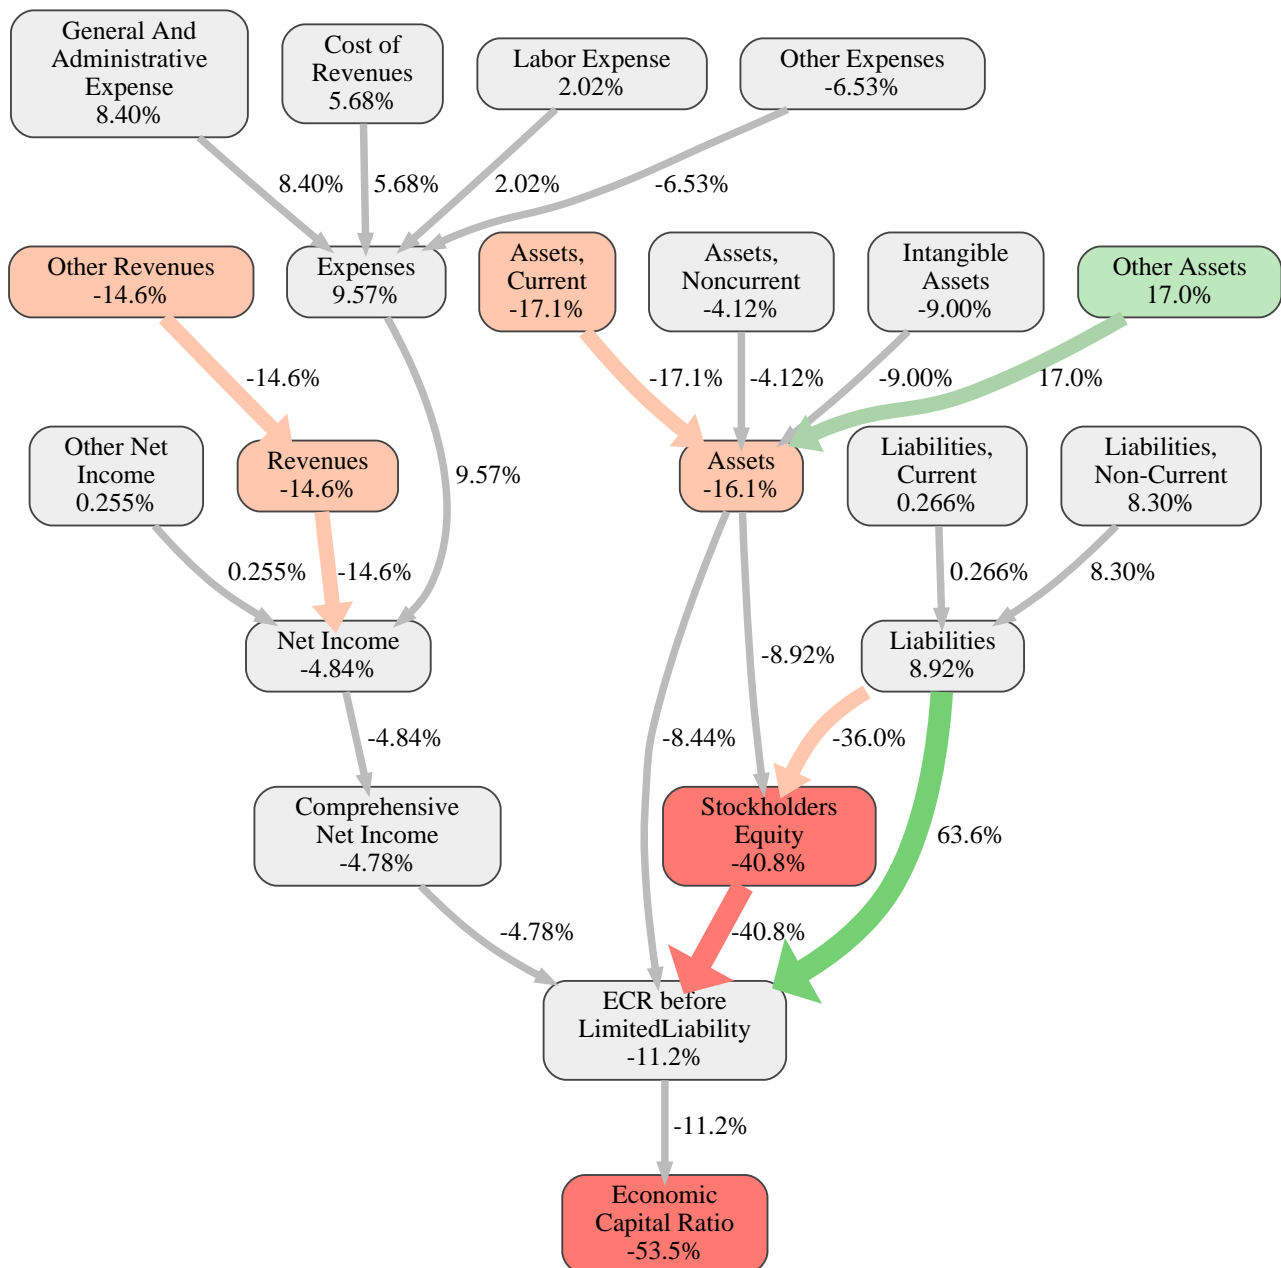 General And
Administrative
Expense
8.40%
Cost of
Revenues
5.68%
Labor Expense
2.02%
Other Expenses
-6.53%
8.40%
5.68%
2.02%
-6.53%
Other Revenues
-14.6%
Expenses
9.57%
Assets,
Current
-17.1%
Assets,
Noncurrent
-4.12%
Intangible
Assets
-9.00%
Other Assets
17.0%
-14.6%
-17.1%
-4.12%
-9.00%
17.0%
Other Net
Income
0.255%
Revenues
-14.6%
9.57%
Assets
-16.1%
Liabilities,
Current
0.266%
Liabilities,
Non-Current
8.30%
0.255%
-14.6%
0.266%
8.30%
Net Income
-4.84%
-8.92%
Liabilities
8.92%
-4.84%
-8.44%
-36.0%
Comprehensive
Net Income
-4.78%
Stockholders
Equity
-40.8%
63.6%
-4.78%
-40.8%
ECR before
LimitedLiability
-11.2%
-11.2%
Economic
Capital Ratio
-53.5%